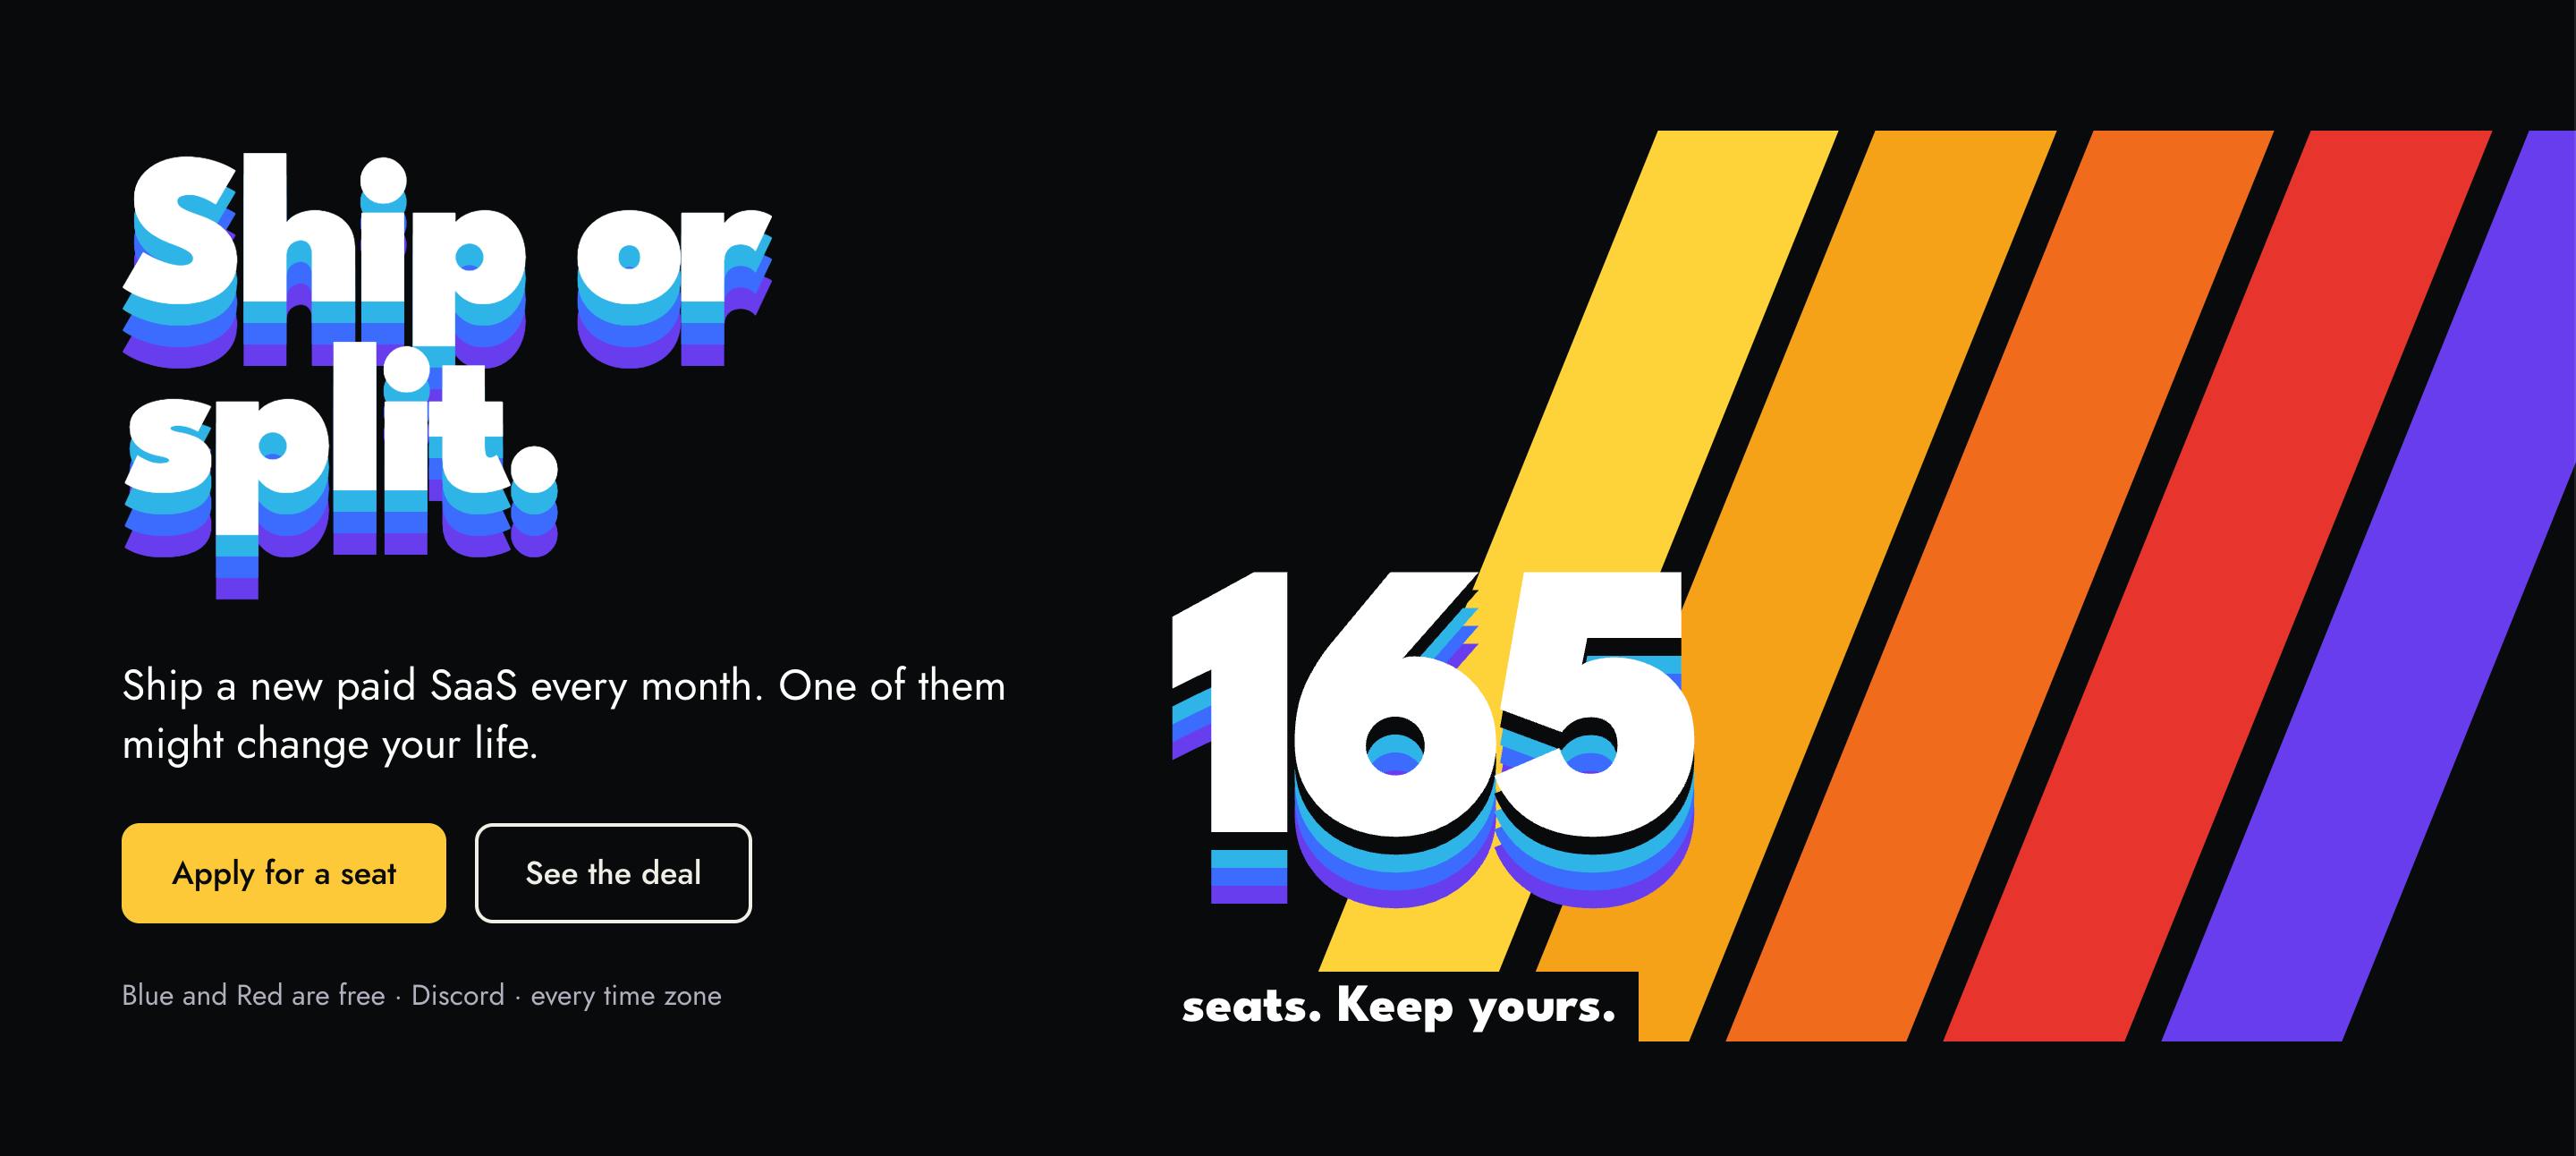 Ship or
split.
Ship a new paid SaaS every month. One of them
might change your life.
Apply for a seat
See the deal
Blue and Red are free · Discord · every time zone
165
seats. Keep yours.